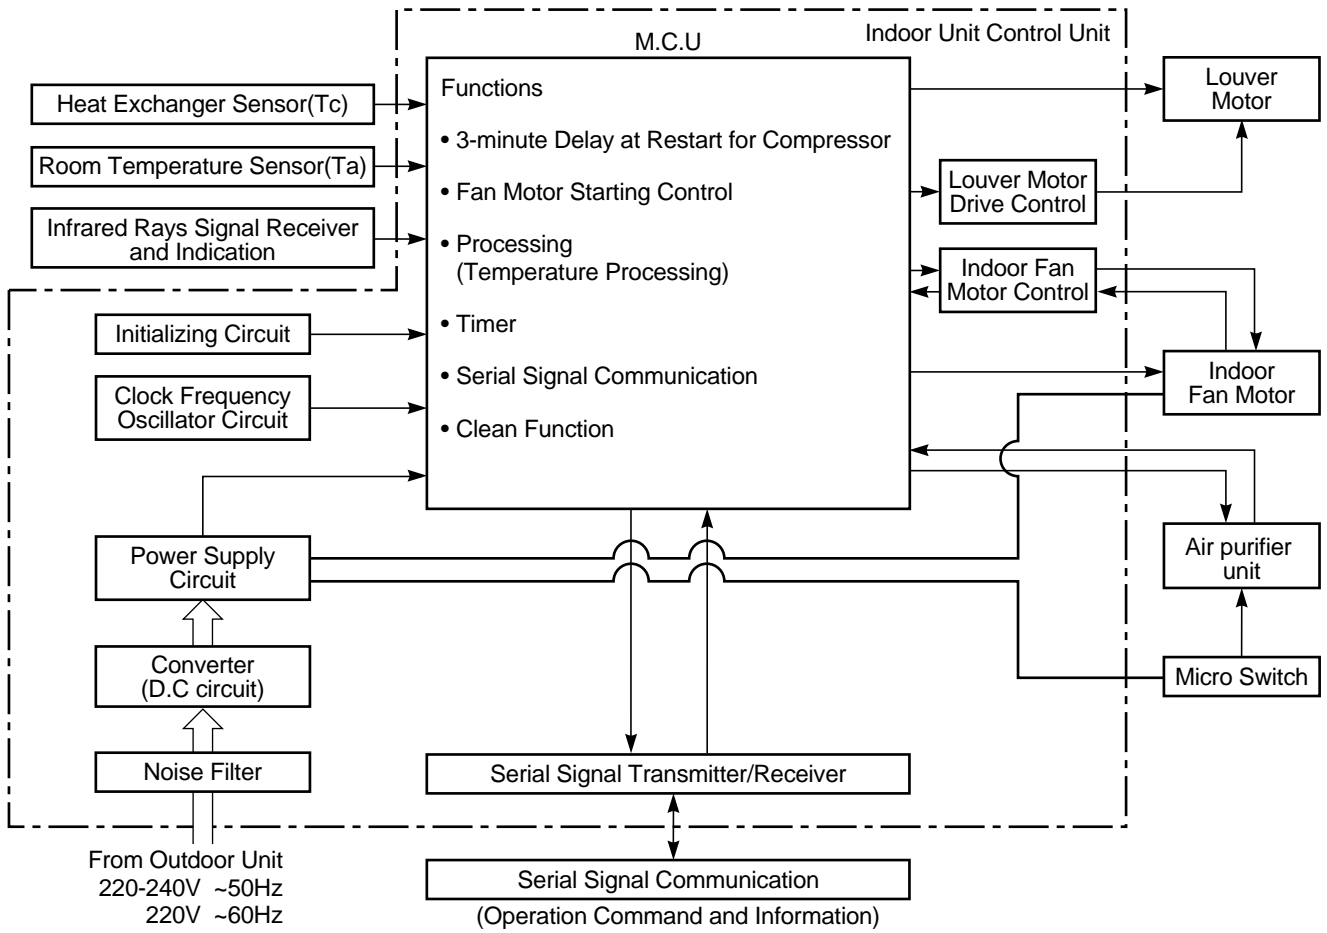 Indoor Unit Control Unit
M.C.U
Functions
• 3-minute Delay at Restart for Compressor
• Fan Motor Starting Control
• Processing
(Temperature Processing)
• Timer
• Serial Signal Communication
• Clean Function
Heat Exchanger Sensor(Tc)
Room Temperature Sensor(Ta)
Infrared Rays Signal Receiver
and Indication
Initializing Circuit
Clock Frequency
Oscillator Circuit
Power Supply
Circuit
Converter
(D.C circuit)
Noise Filter
From Outdoor Unit
220-240V ~50Hz
220V ~60Hz
Louver
Motor
Louver Motor
Drive Control
Indoor Fan
Motor Control
Indoor
Fan Motor
Air purifier
unit
Micro Switch
Serial Signal Transmitter/Receiver
Serial Signal Communication
(Operation Command and Information)